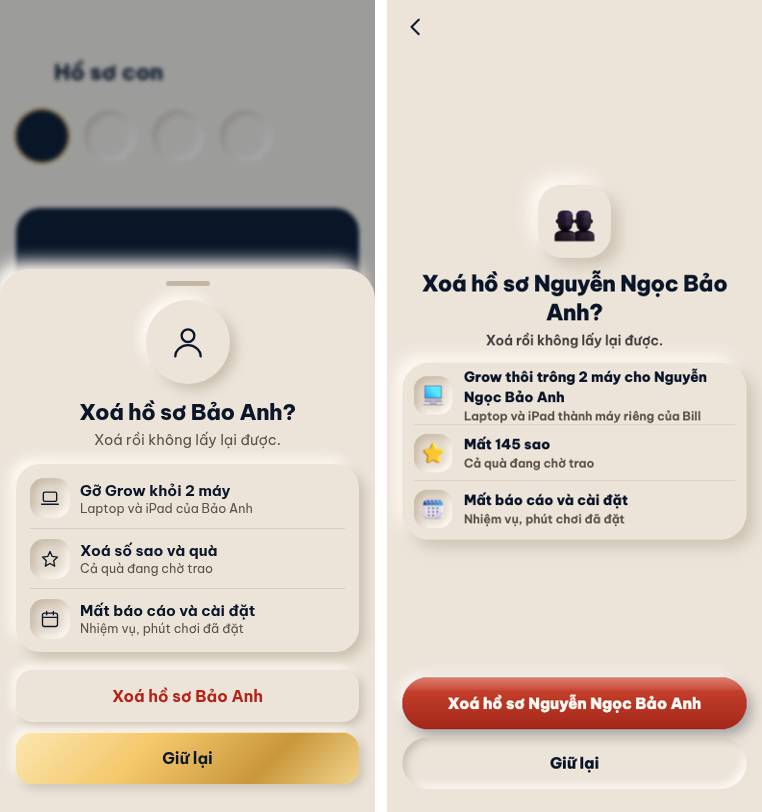 Hồ sơ con
Xoá hồ sơ Bảo Anh?
Xoá rồi không lấy lại được.
Gỡ Grow khỏi 2 máy
Laptop và iPad của Bảo Anh
Xoá số sao và quà
Cả quà đang chờ trao
Mất báo cáo và cài đặt
Nhiệm vụ, phút chơi đã đặt
Xoá hồ sơ Bảo Anh
Giữ lại
Xoá hồ sơ Nguyễn Ngọc Bảo
Anh?
Xoá rồi không lấy lại được.
Grow thôi trông 2 máy cho Nguyễn
Ngọc Bảo Anh
Laptop và iPad thành máy riêng của Bill
Mất 145 sao
Cả quà đang chờ trao
Mất báo cáo và cài đặt
Nhiệm vụ, phút chơi đã đặt
Xoá hồ sơ Nguyễn Ngọc Bảo Anh
Giữ lại